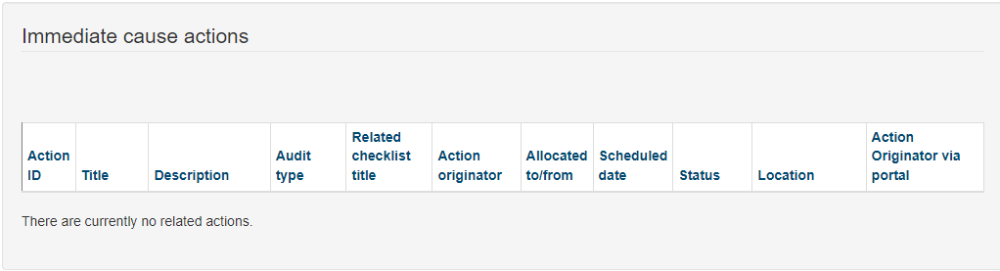 Immediate cause actions
Action ID
Title
Description
Audit type
Related checklist title
Action originator
Allocated to/from
Scheduled date
Status
Location
Action Originator via portal
There are currently no related actions.